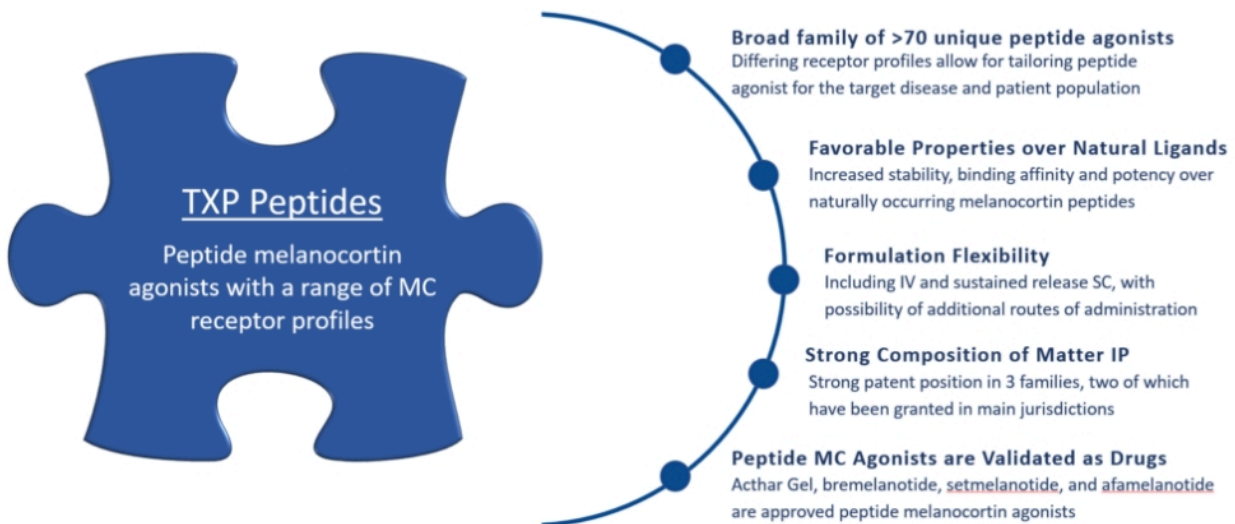 TXP Peptides
Peptide melanocortin
agonists with a range of MC
receptor profiles
Broad family of >70 unique peptide agonists
Differing receptor profiles allow for tailoring peptide
agonist for the target disease and patient population
Favorable Properties over Natural Ligands
Increased stability, binding affinity and potency over
naturally occurring melanocortin peptides
Formulation Flexibility
Including IV and sustained release SC, with
possibility of additional routes of administration
Strong Composition of Matter IP
Strong patent position in 3 families, two of which
have been granted in main jurisdictions
Peptide MC Agonists are Validated as Drugs
Acthar Gel, bremelanotide, setmelanotide, and afamelanotide
are approved peptide melanocortin agonists